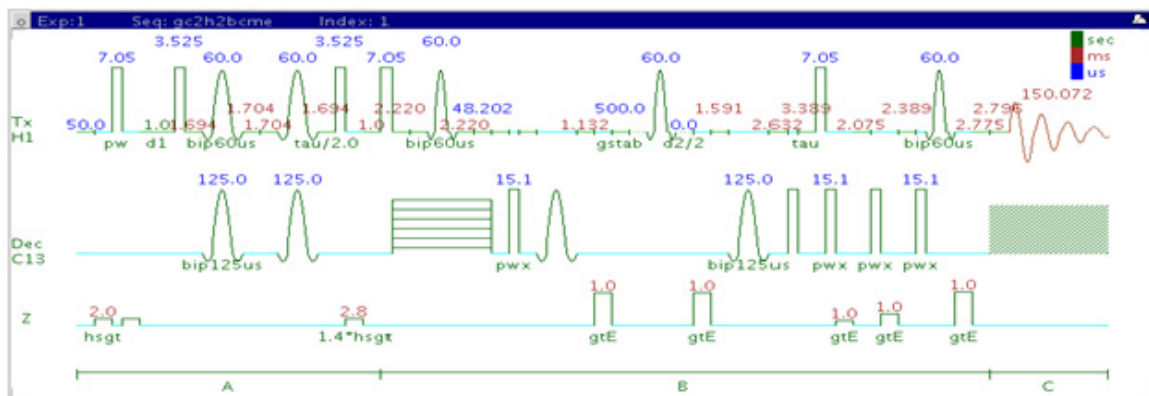 Exp:1 Seq: gc2h2bcme Index: 1
sec
ms
us
3.525 3.525 60.0
7.05 60.0 60.0 7.05 60.0 7.05 60.0
1.704 1.694 2.220 48.202 500.0 1.591 3.389 2.389 2.796 150.072
Tx
H1
50.0 1.0 1.694 1.704 1.0 2.220 1.132 0.0 2.632 2.075 2.775
pw d1 bip60us tau/2.0 bip60us gstab d2/2 tau bip60us
125.0 125.0 15.1 125.0 15.1 15.1
Dec
C13
bip125us pwx bip125us pwx pwx pwx
1.0 1.0 1.0
Z
2.0 2.8 1.0 1.0
hsgt 1.4*hsgt gtE gtE gtE gtE gtE
A B C